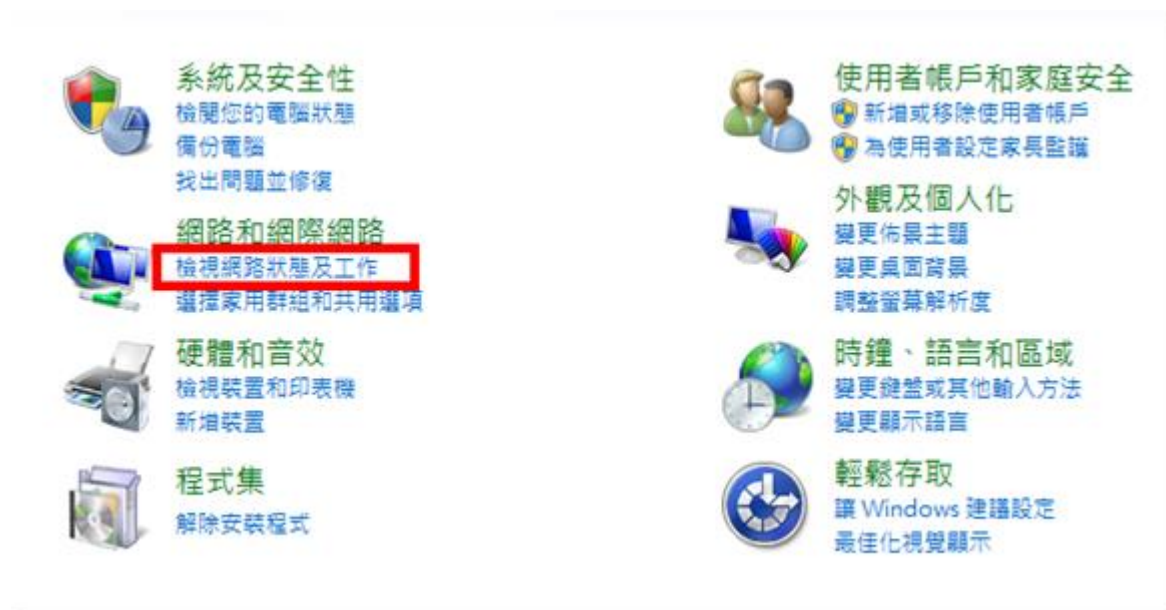 系統及安全性
檢閱您的電腦狀態
備份電腦
找出問題並修復
網路和網際網路
檢視網路狀態及工作
選擇家用群組和共用選項
硬體和音效
檢視裝置和印表機
新增裝置
程式集
解除安裝程式
使用者帳戶和家庭安全
新增或移除使用者帳戶
為使用者設定家長監護
外觀及個人化
變更佈景主題
變更桌面背景
調整螢幕解析度
時鐘、語言和區域
變更鍵盤或其他輸入方法
變更顯示語言
輕鬆存取
讓 Windows 建議設定
最佳化視覺顯示